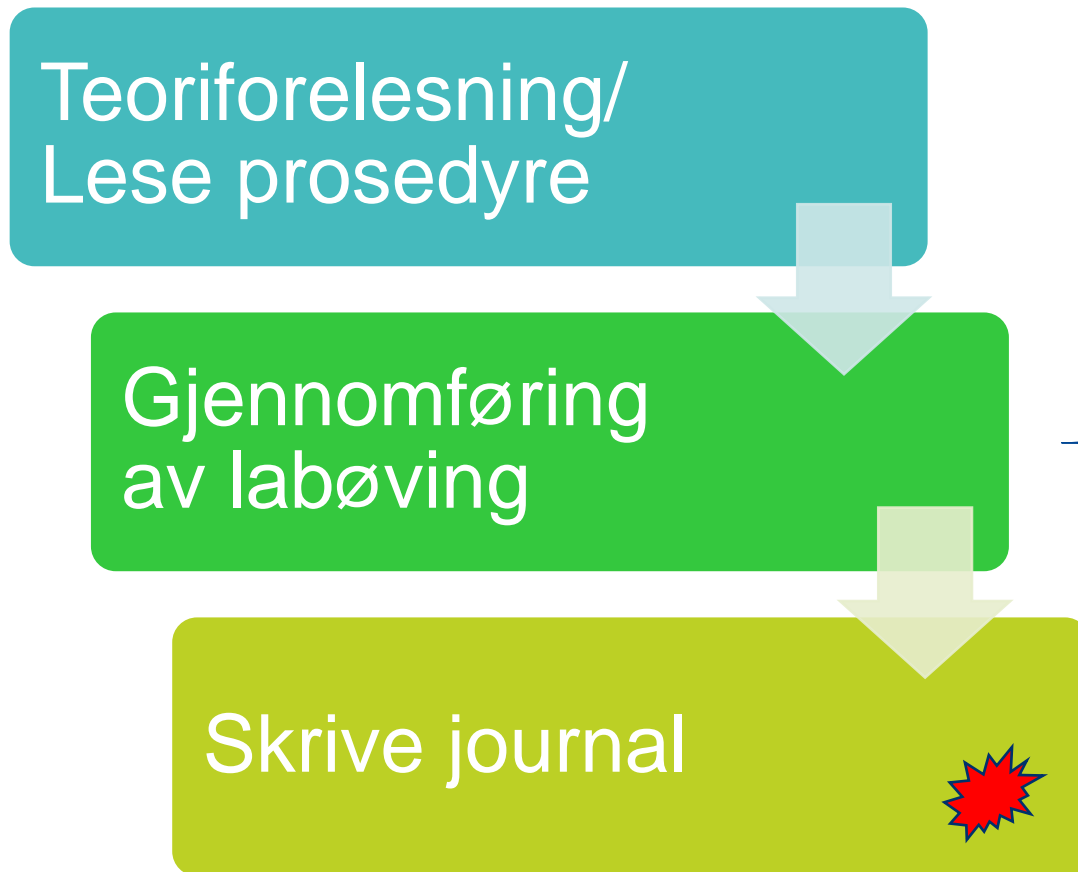 Teoriforelesning/
Lese prosedyre
Gjennomføring
av labøving
Skrive journal